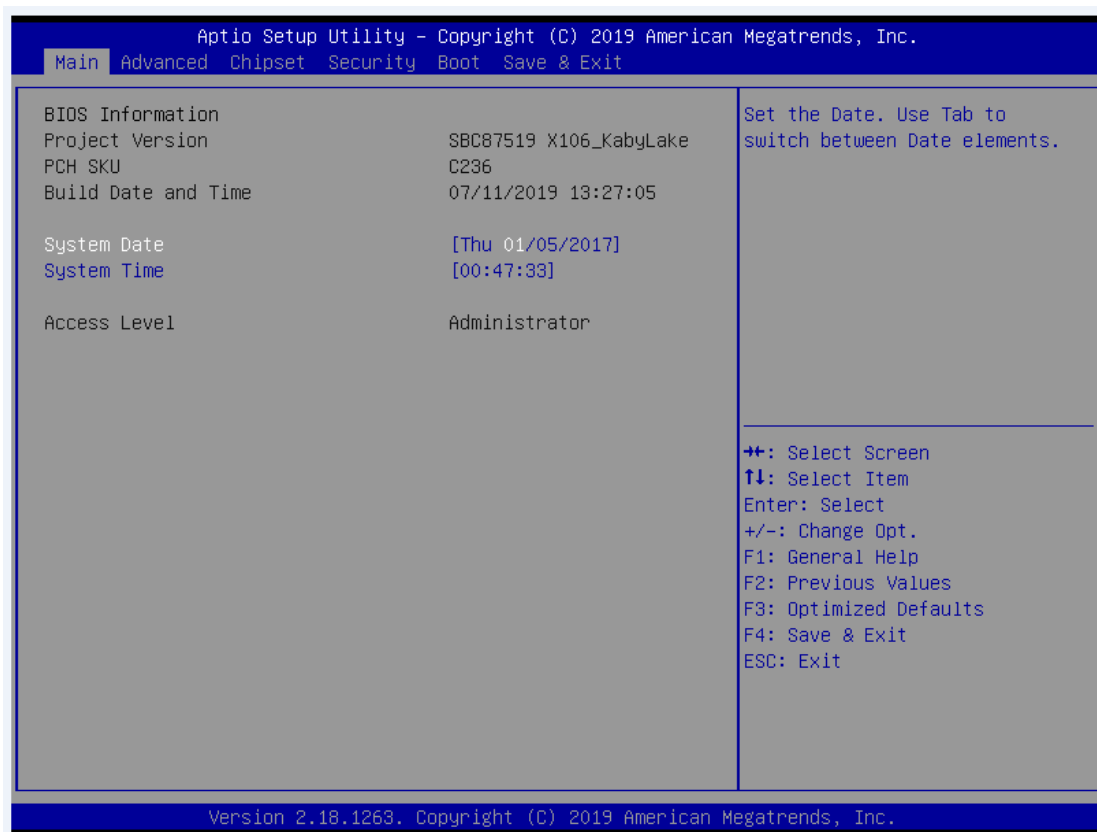 Aptio Setup Utility – Copyright (C) 2019 American Megatrends, Inc.
Main Advanced Chipset Security Boot Save & Exit
BIOS Information
Project Version SBC87519 X106_KabyLake
PCH SKU C236
Build Date and Time 07/11/2019 13:27:05
System Date [Thu 01/05/2017]
System Time [00:47:33]
Access Level Administrator
Set the Date. Use Tab to
switch between Date elements.
→←: Select Screen
↑↓: Select Item
Enter: Select
+/-: Change Opt.
F1: General Help
F2: Previous Values
F3: Optimized Defaults
F4: Save & Exit
ESC: Exit
Version 2.18.1263. Copyright (C) 2019 American Megatrends, Inc.